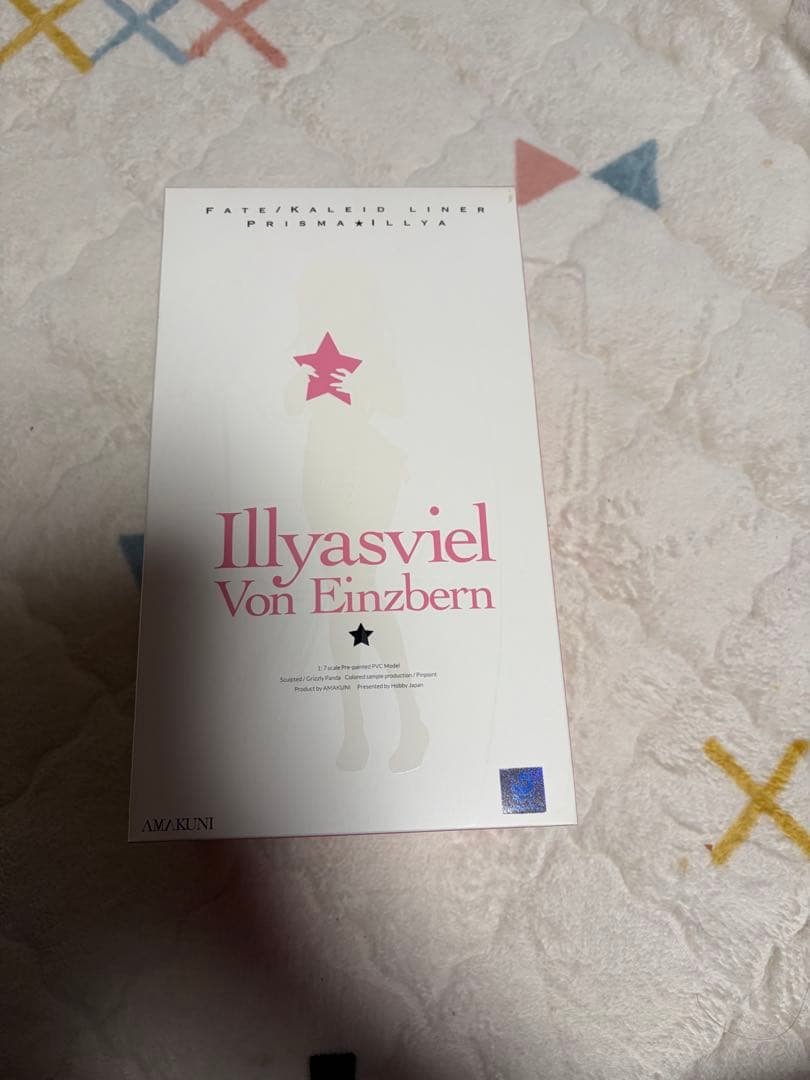 FATE/KALEID LINER
PRISMA★ILLYA
Illyasviel
Von Einzbern
1:7 scale Pre-painted PVC Model
Sculpted / Grizzly Panda Colored sample production / Pinpoint
Product by AMAKUNI Presented by Hobby Japan
AMAKUNI